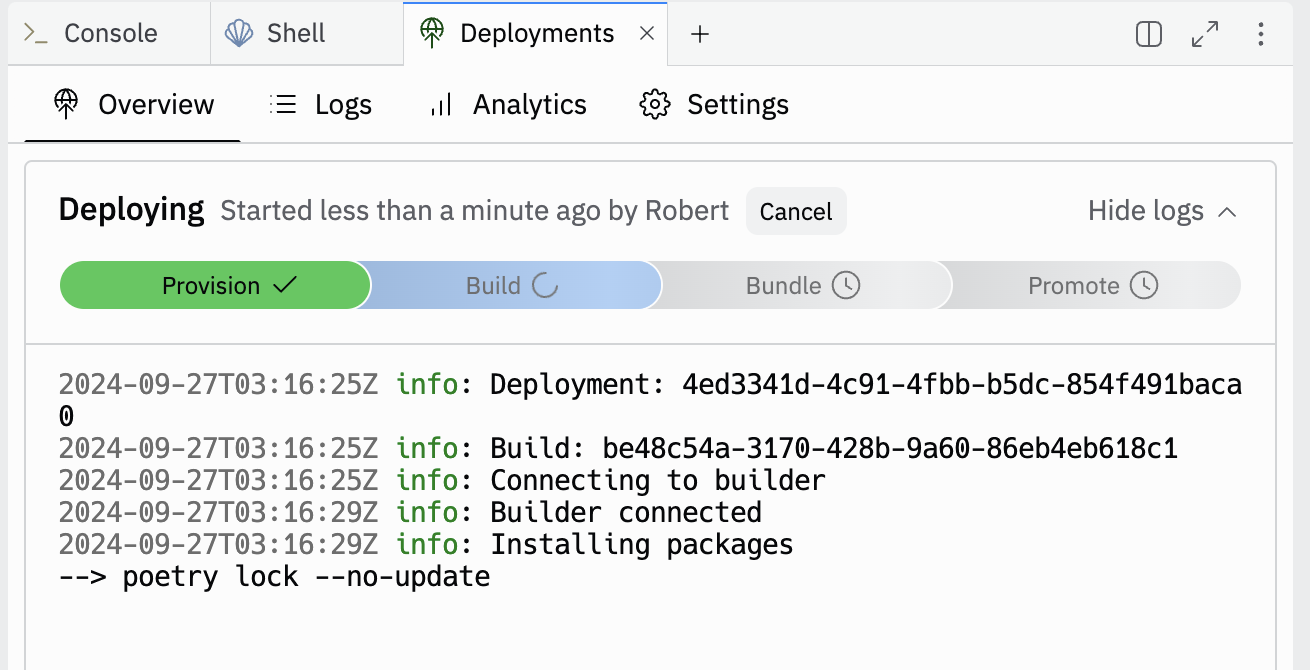 Console Shell Deployments
Overview Logs Analytics Settings
Deploying Started less than a minute ago by Robert Cancel Hide logs
Provision Build Bundle Promote
2024-09-27T03:16:25Z info: Deployment: 4ed3341d-4c91-4fbb-b5dc-854f491baca
0
2024-09-27T03:16:25Z info: Build: be48c54a-3170-428b-9a60-86eb4eb618c1
2024-09-27T03:16:25Z info: Connecting to builder
2024-09-27T03:16:29Z info: Builder connected
2024-09-27T03:16:29Z info: Installing packages
--> poetry lock --no-update